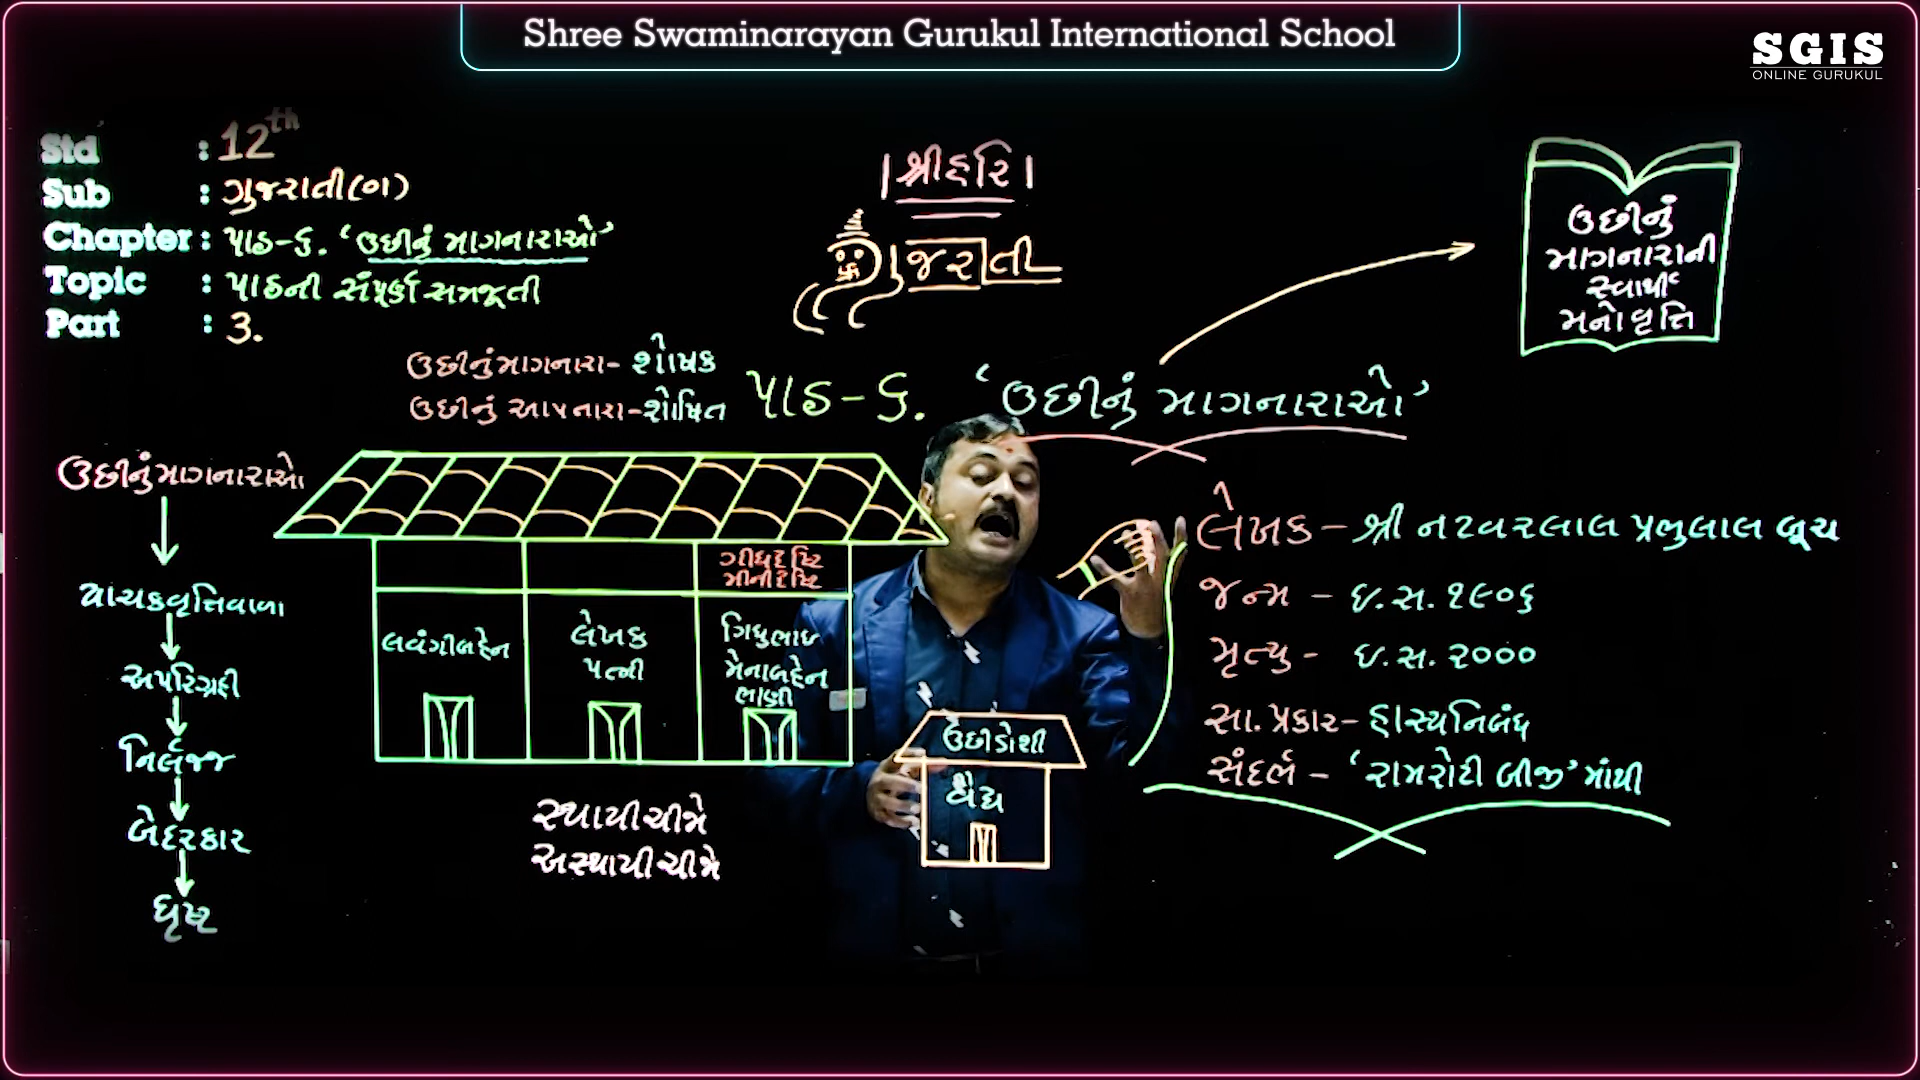 Shree Swaminarayan Gurukul International School
SGIS
ONLINE GURUKUL
Std : 12th
Sub : ગુજરાતી(૦૧)
Chapter : પાઠ-૬. ‘ઉછીનું માગનારાઓ’
Topic : પાઠની સંપૂર્ણ સમજૂતી
Part : 3.
|શ્રીહરિ|
ગુજરાતી
ઉછીનું
માગનારાની
સ્વાર્થી
મનોવૃત્તિ
ઉછીનું માગનારા- શોષક
ઉછીનું આપનારા-શોષિત
પાઠ-૬. ‘ઉછીનું માગનારાઓ’
ઉછીનું માગનારાઓ
યાચકવૃત્તિવાળા
અપરિગ્રહી
નિર્લજ્જ
બેદરકાર
ધૃષ્ટ
ગીધદૃષ્ટિ
મીનીદૃષ્ટિ
લવંગીબહેન
લેખક
પત્ની
ગિધુભાઇ
મેનાબહેન
ભાણી
સ્થાયી ચીજો
અસ્થાયી ચીજો
ઉછીડોશી
વૈદ્ય
લેખક - શ્રી નટવરલાલ પ્રભુલાલ બૂચ
જન્મ - ઇ.સ. ૧૯૦૬
મૃત્યુ - ઇ.સ. ૨૦૦૦
સા. પ્રકાર- હાસ્યનિબંધ
સંદર્ભ - ‘રામરોટી બીજી’ માંથી